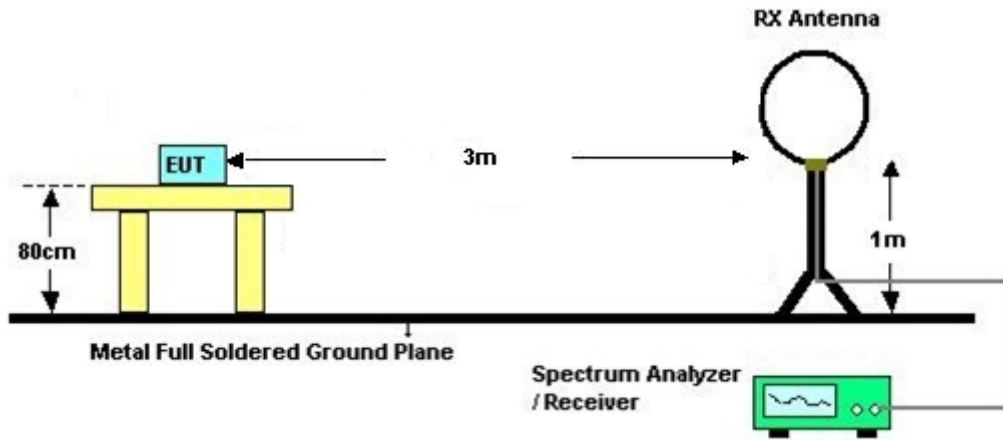 RX Antenna
EUT
3m
80cm
1m
Metal Full Soldered Ground Plane
Spectrum Analyzer
/ Receiver